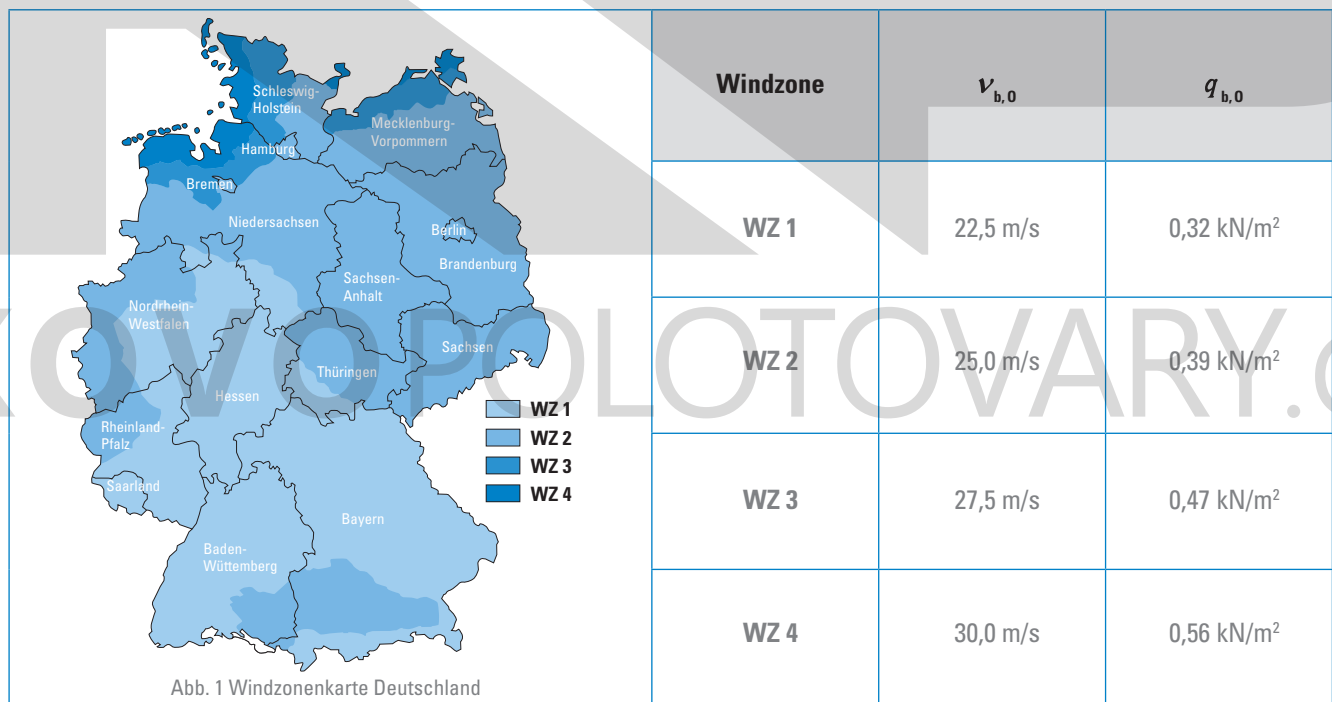 Schleswig-
Holstein
Mecklenburg-
Vorpommern
Hamburg
Bremen
Niedersachsen
Berlin
Brandenburg
Sachsen-
Anhalt
Nordrhein-
Westfalen
Sachsen
Thüringen
Hessen
Rheinland-
Pfalz
Saarland
Bayern
Baden-
Wüttemberg
WZ 1
WZ 2
WZ 3
WZ 4
Abb. 1 Windzonenkarte Deutschland
Windzone v b, 0 q b, 0
WZ 1 22,5 m/s 0,32 kN/m²
WZ 2 25,0 m/s 0,39 kN/m²
WZ 3 27,5 m/s 0,47 kN/m²
WZ 4 30,0 m/s 0,56 kN/m²
KOVOPOLOTOVARY.